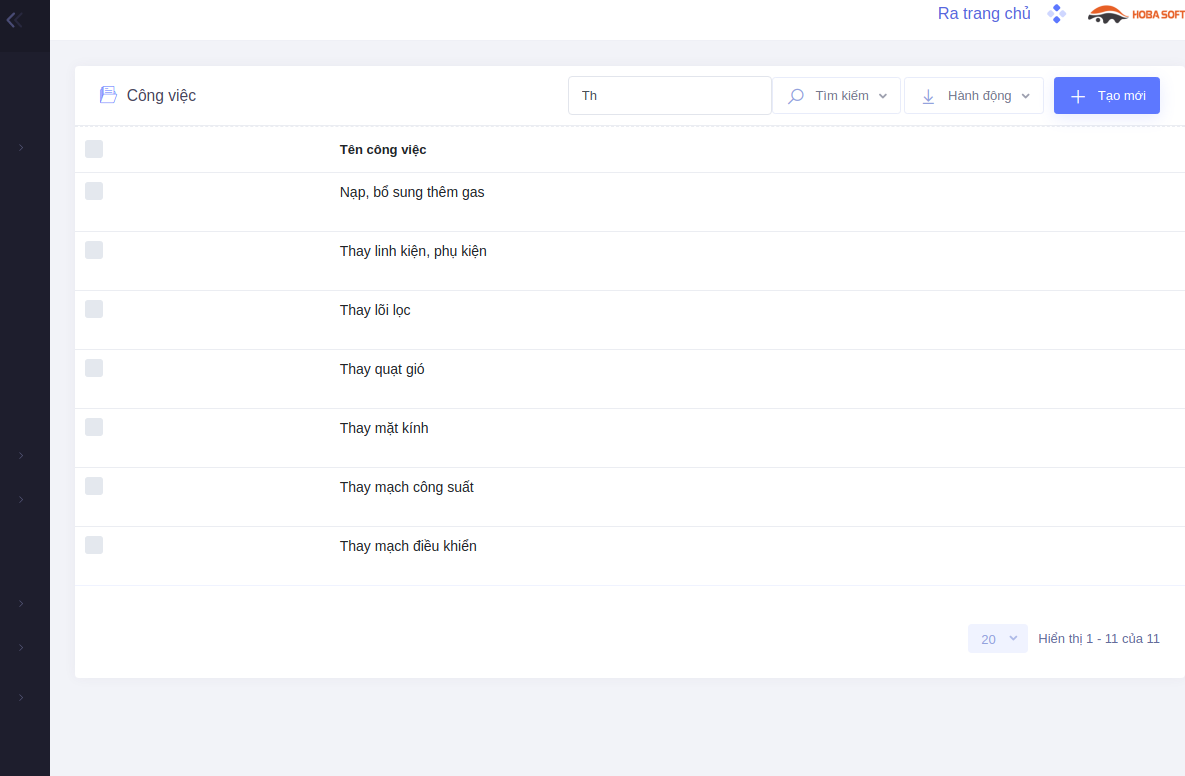 Ra trang chủ
HOBA SOFT
Công việc
Th
Tìm kiếm
Hành động
Tạo mới
Tên công việc
Nạp, bổ sung thêm gas
Thay linh kiện, phụ kiện
Thay lõi lọc
Thay quạt gió
Thay mặt kính
Thay mạch công suất
Thay mạch điều khiển
20
Hiển thị 1 - 11 của 11